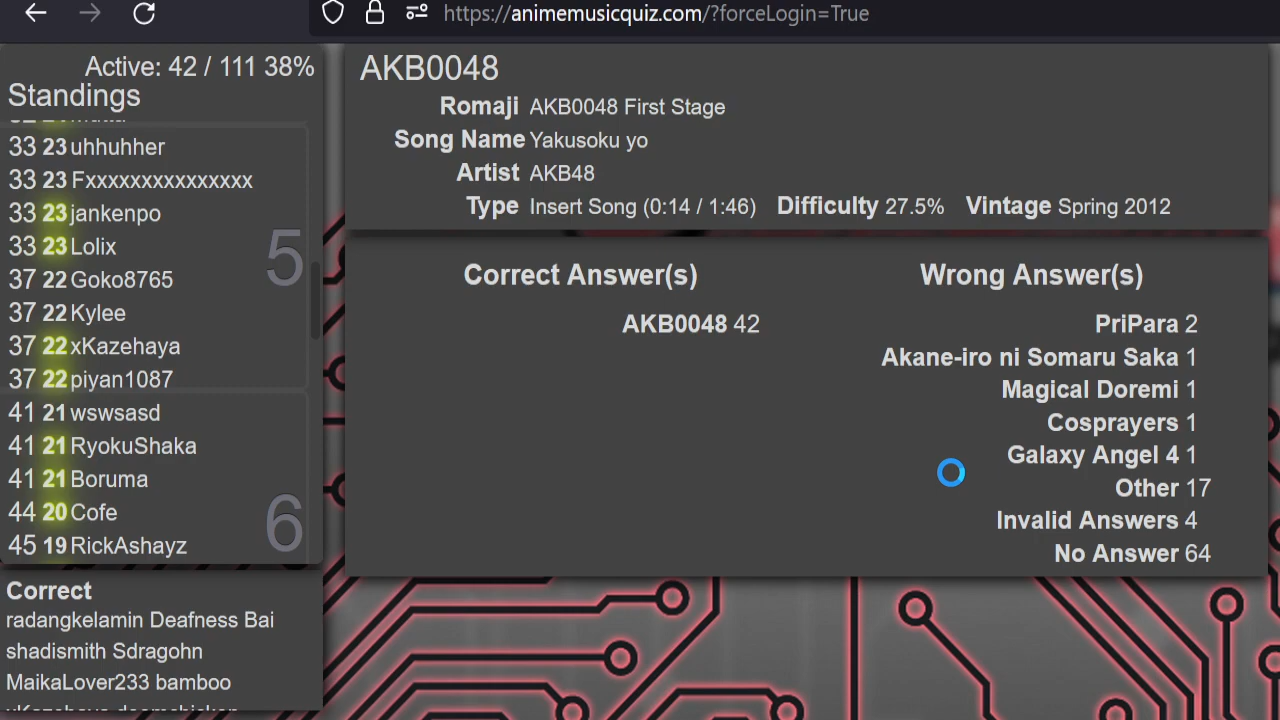 https://animemusicquiz.com/?forceLogin=True
Active: 42 / 111 38%
Standings
33 23 uhhuhher
33 23 Fxxxxxxxxxxxxxxx
33 23 jankenpo
33 23 Lolix
5
37 22 Goko8765
37 22 Kylee
37 22 xKazehaya
37 22 piyan1087
41 21 wswsasd
41 21 RyokuShaka
41 21 Boruma
44 20 Cofe
6
45 19 RickAshayz
Correct
radangkelamin Deafness Bai
shadismith Sdragohn
MaikaLover233 bamboo
AKB0048
Romaji AKB0048 First Stage
Song Name Yakusoku yo
Artist AKB48
Type Insert Song (0:14 / 1:46) Difficulty 27.5% Vintage Spring 2012
Correct Answer(s)
AKB0048 42
Wrong Answer(s)
PriPara 2
Akane-iro ni Somaru Saka 1
Magical Doremi 1
Cosprayers 1
Galaxy Angel 4 1
Other 17
Invalid Answers 4
No Answer 64